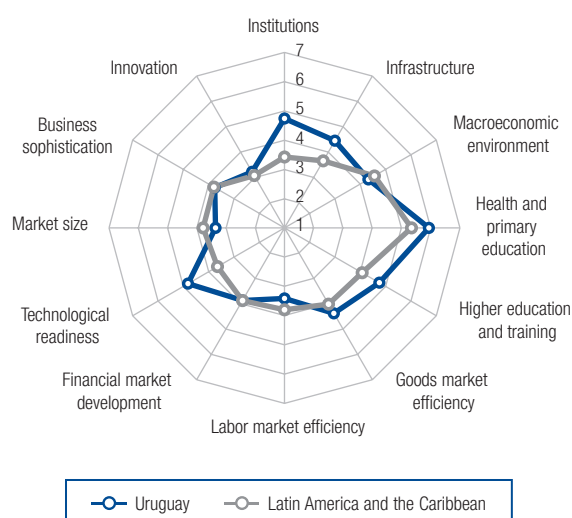 Institutions
7
6
5
4
3
2
1
Infrastructure
Macroeconomic
environment
Health and
primary
education
Higher education
and training
Goods market
efficiency
Labor market efficiency
Financial market
development
Technological
readiness
Market size
Business
sophistication
Innovation
Uruguay
Latin America and the Caribbean